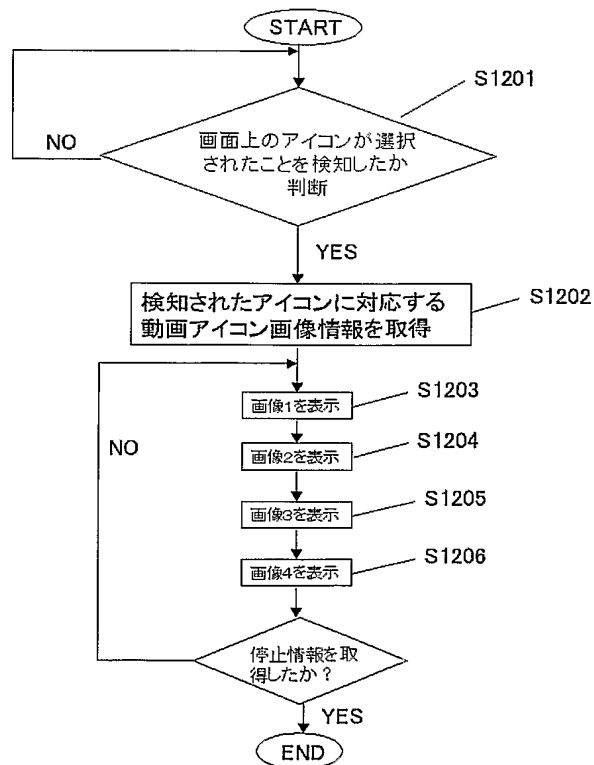 START
S1201
画面上のアイコンが選択
されたことを検知したか
判断
NO
YES
検知されたアイコンに対応する
動画アイコン画像情報を取得
S1202
画像1を表示
S1203
NO
画像2を表示
S1204
画像3を表示
S1205
画像4を表示
S1206
停止情報を取
得したか？
YES
END